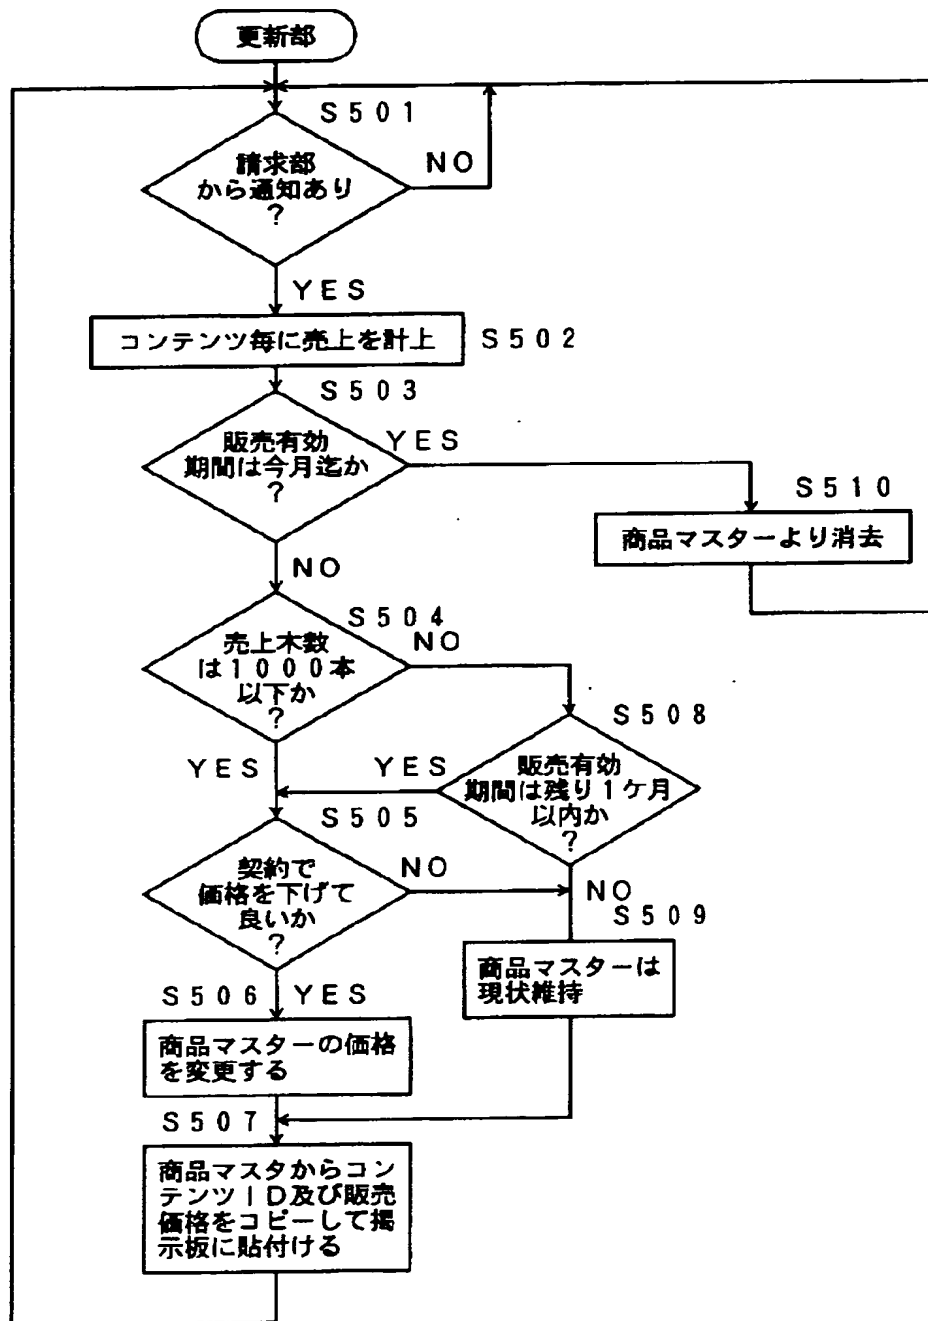 更新部
S501
請求部
から通知あり
?
NO
YES
コンテンツ毎に売上を計上
S502
S503
販売有効
期間は今月迄か
?
YES
S510
商品マスターより消去
NO
S504
売上本数
は1000本
以下か
?
NO
S508
販売有効
期間は残り1ケ月
以内か
?
YES
YES
S505
契約で
価格を下げて
良いか
?
NO
NO
S509
商品マスターは
現状維持
S506
YES
商品マスターの価格
を変更する
S507
商品マスタからコン
テンツID及び販売
価格をコピーして掲
示板に貼付ける